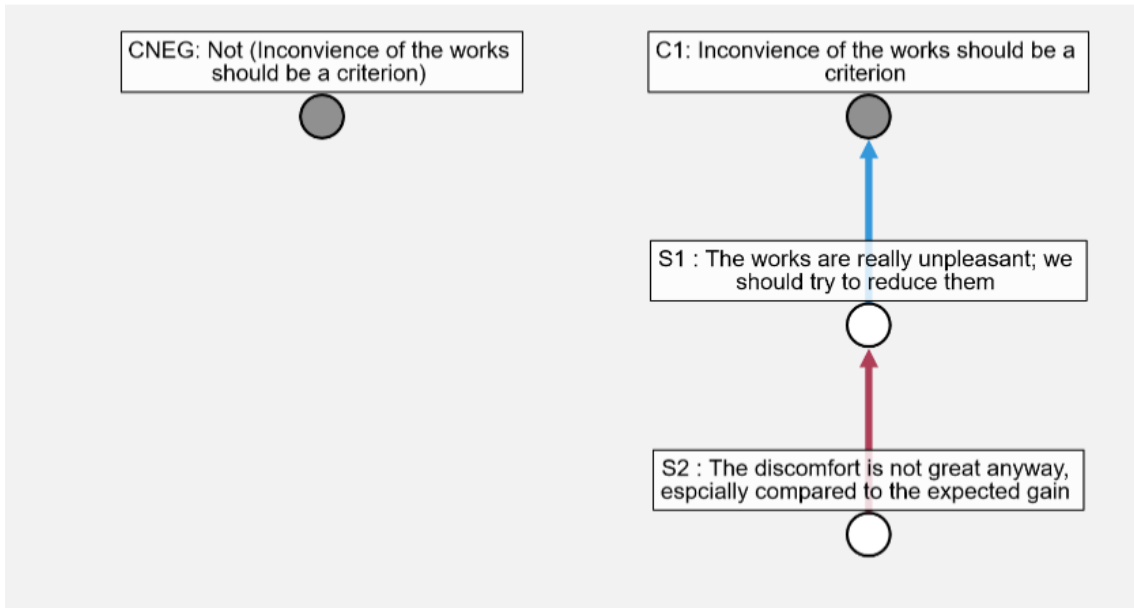 CNEG: Not (Inconvience of the works
should be a criterion)
C1: Inconvience of the works should be a
criterion
S1 : The works are really unpleasant; we
should try to reduce them
S2 : The discomfort is not great anyway,
espcially compared to the expected gain